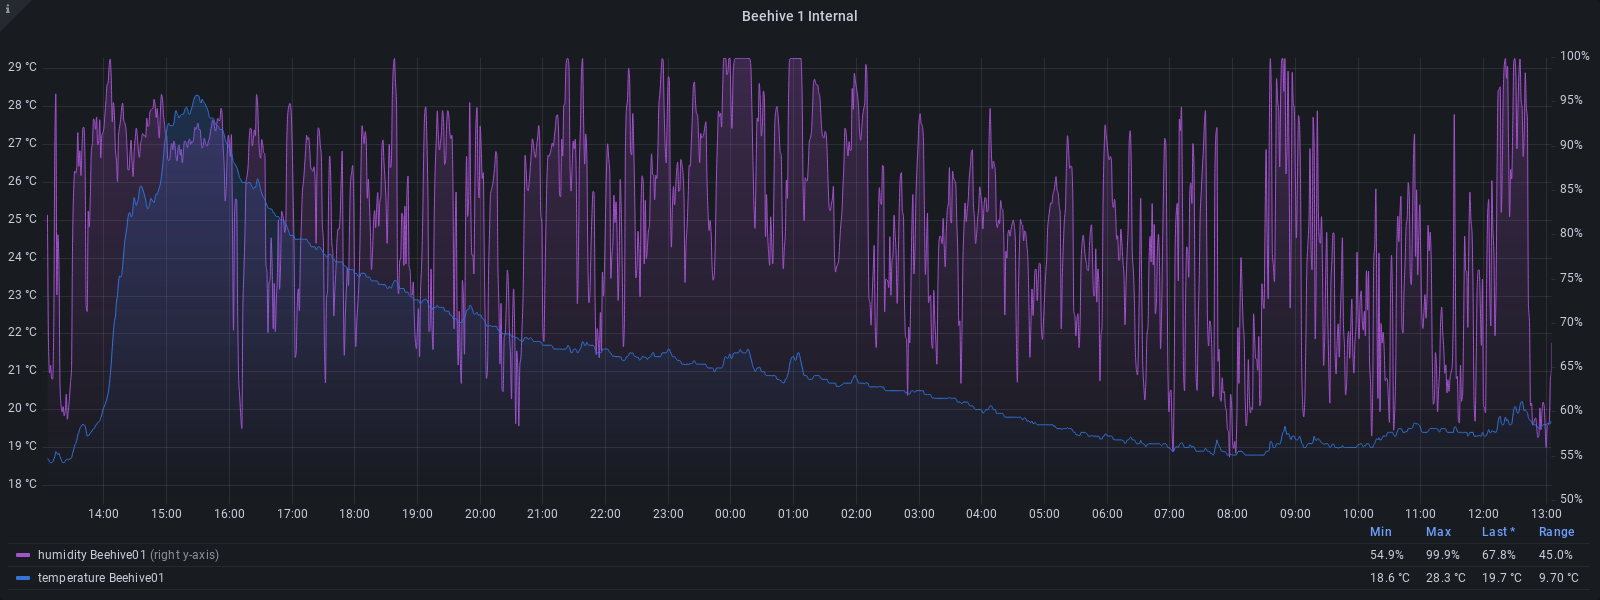 i
Beehive 1 Internal
29 °C
28 °C
27 °C
26 °C
25 °C
24 °C
23 °C
22 °C
21 °C
20 °C
19 °C
18 °C
100%
95%
90%
85%
80%
75%
70%
65%
60%
55%
50%
14:00 15:00 16:00 17:00 18:00 19:00 20:00 21:00 22:00 23:00 00:00 01:00 02:00 03:00 04:00 05:00 06:00 07:00 08:00 09:00 10:00 11:00 12:00 13:00
Min Max Last * Range
humidity Beehive01 (right y-axis) 54.9% 99.9% 67.8% 45.0%
temperature Beehive01 18.6 °C 28.3 °C 19.7 °C 9.70 °C